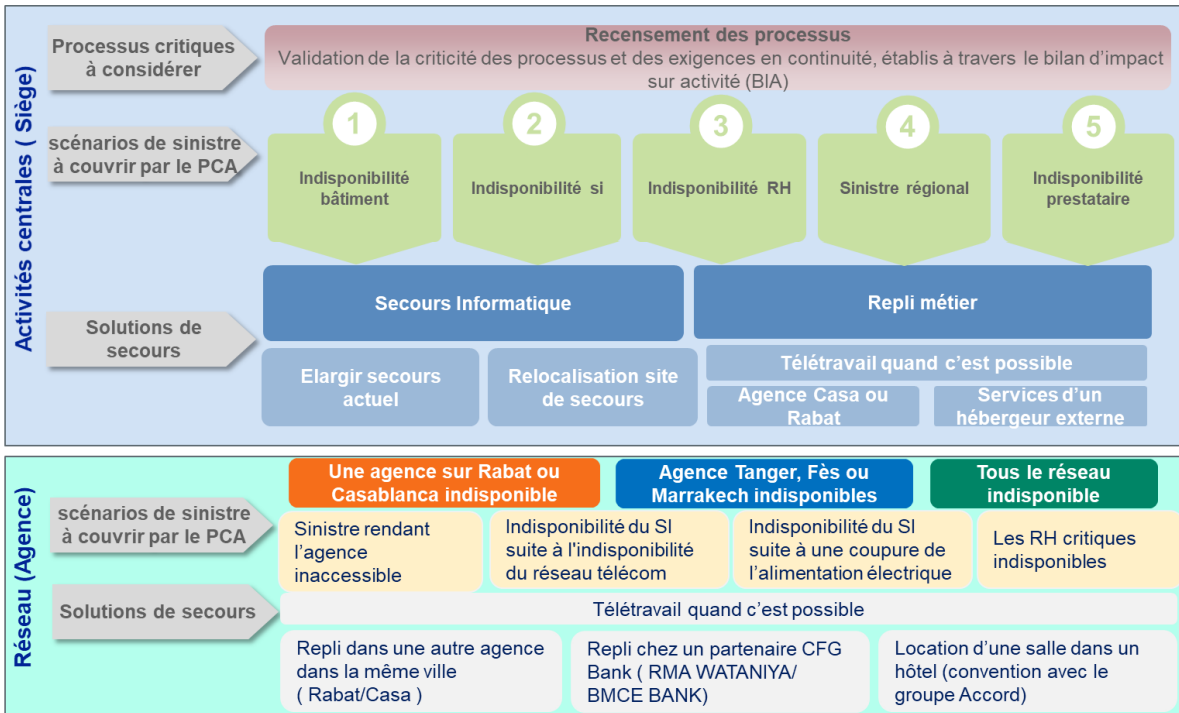 Activités centrales ( Siège)
Processus critiques
à considérer
Recensement des processus
Validation de la criticité des processus et des exigences en continuité, établis à travers le bilan d’impact
sur activité (BIA)
scénarios de sinistre
à couvrir par le PCA
1
Indisponibilité
bâtiment
2
Indisponibilité si
3
Indisponibilité RH
4
Sinistre régional
5
Indisponibilité
prestataire
Solutions de
secours
Secours Informatique
Repli métier
Elargir secours
actuel
Relocalisation site
de secours
Télétravail quand c’est possible
Agence Casa ou
Rabat
Services d’un
hébergeur externe
Réseau (Agence)
Une agence sur Rabat ou
Casablanca indisponible
Agence Tanger, Fès ou
Marrakech indisponibles
Tous le réseau
indisponible
scénarios de sinistre
à couvrir par le PCA
Sinistre rendant
l’agence
inaccessible
Indisponibilité du SI
suite à l'indisponibilité
du réseau télécom
Indisponibilité du SI
suite à une coupure de
l’alimentation électrique
Les RH critiques
indisponibles
Solutions de secours
Télétravail quand c’est possible
Repli dans une autre agence
dans la même ville
( Rabat/Casa )
Repli chez un partenaire CFG
Bank ( RMA WATANIYA/
BMCE BANK)
Location d’une salle dans un
hôtel (convention avec le
groupe Accord)